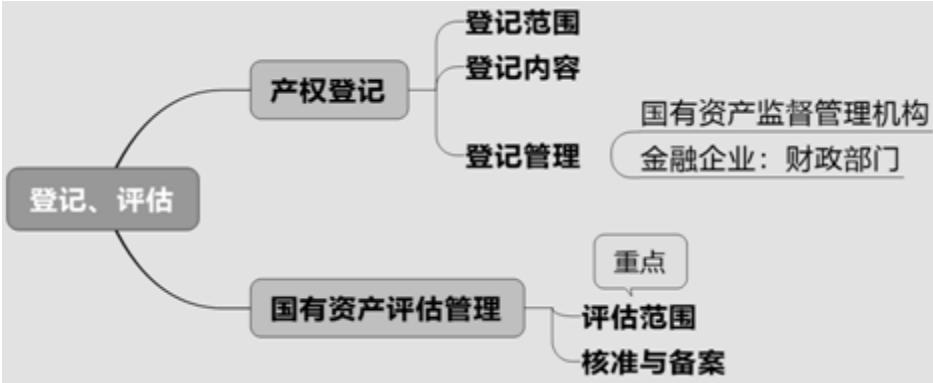 登记、评估
产权登记
登记范围
登记内容
登记管理
国有资产监督管理机构
金融企业：财政部门
国有资产评估管理
重点
评估范围
核准与备案